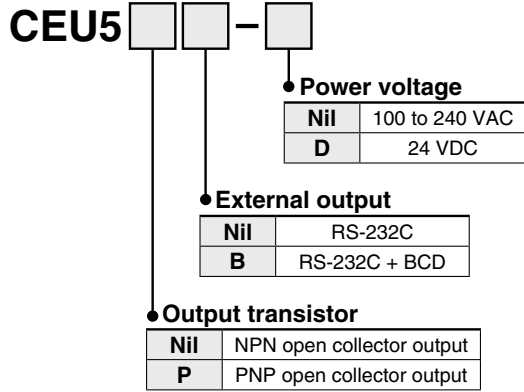 CEU5 –
Power voltage
Nil 100 to 240 VAC
D 24 VDC
External output
Nil RS-232C
B RS-232C + BCD
Output transistor
Nil NPN open collector output
P PNP open collector output